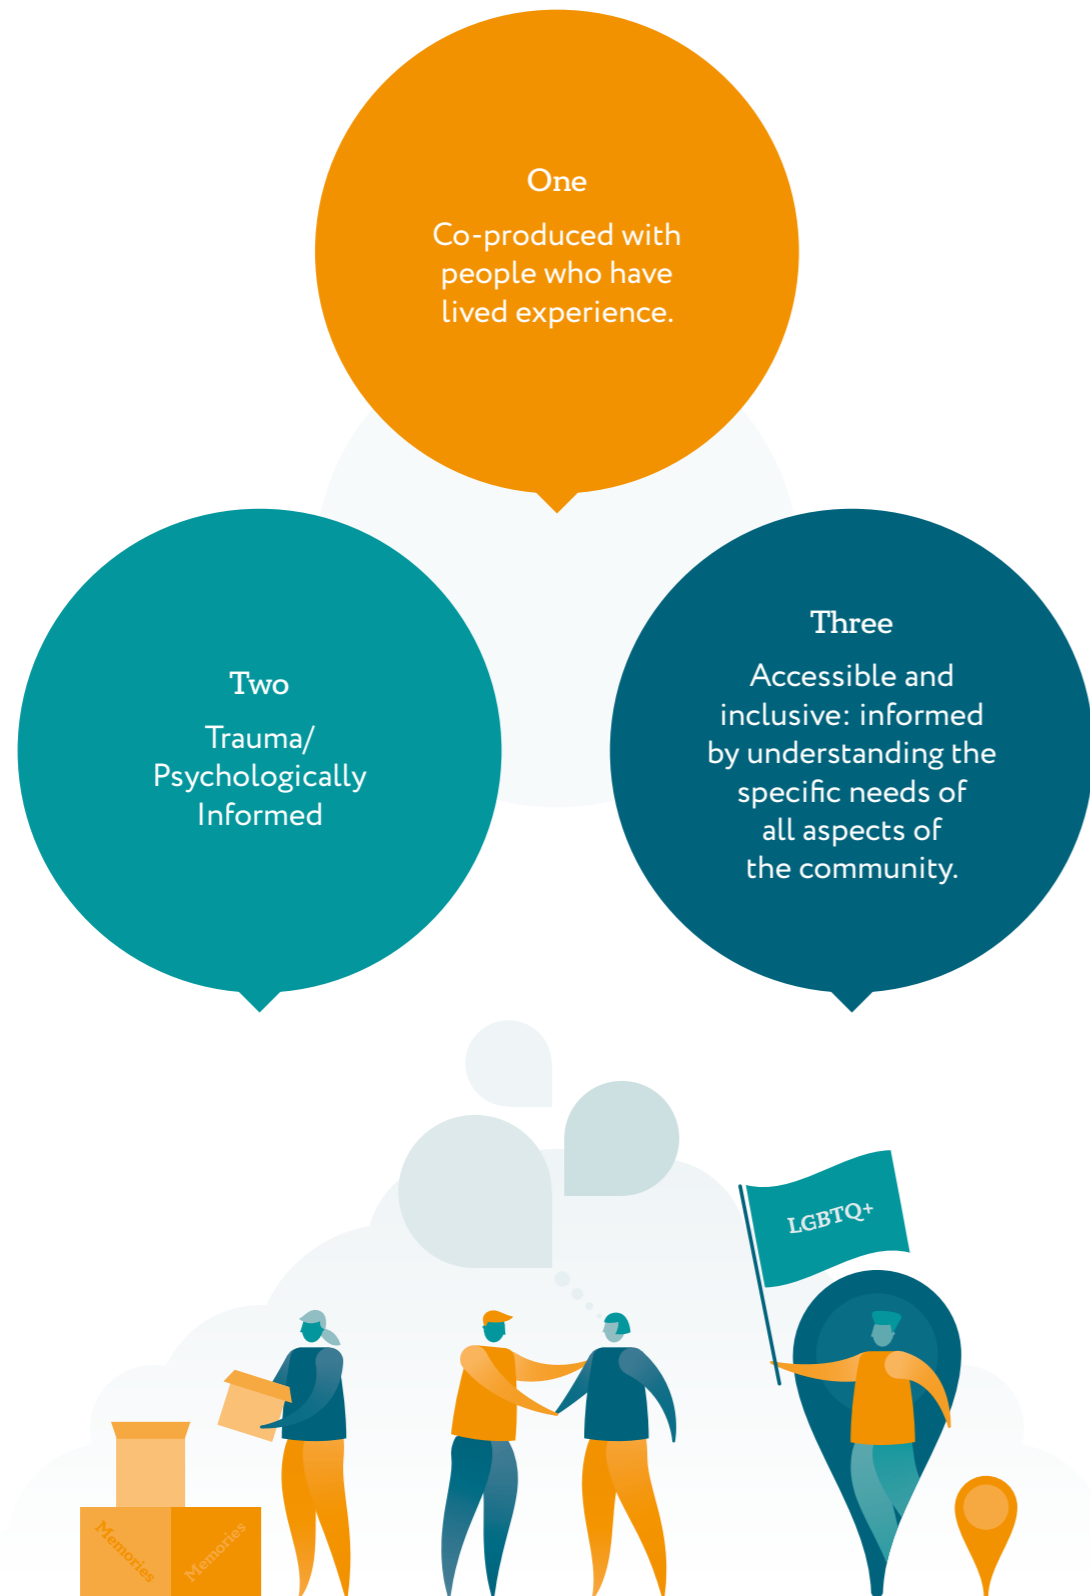 One
Co-produced with
people who have
lived experience.
Two
Trauma/
Psychologically
Informed
Three
Accessible and
inclusive: informed
by understanding the
specific needs of
all aspects of
the community.
LGBTQ+
Memories
Memories